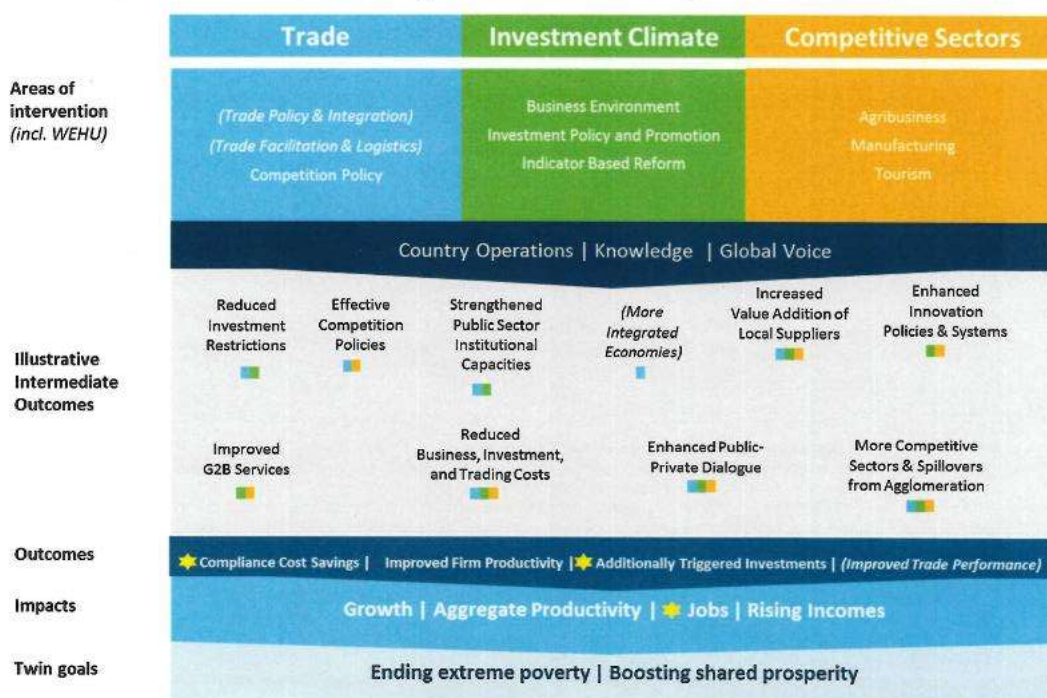 Trade
Investment Climate
Competitive Sectors
Areas of
intervention
(incl. WEHU)
(Trade Policy & Integration)
(Trade Facilitation & Logistics)
Competition Policy
Business Environment
Investment Policy and Promotion
Indicator Based Reform
Agribusiness
Manufacturing
Tourism
Country Operations | Knowledge | Global Voice
Illustrative
Intermediate
Outcomes
Reduced
Investment
Restrictions
Effective
Competition
Policies
Strengthened
Public Sector
Institutional
Capacities
(More
Integrated
Economies)
Increased
Value Addition of
Local Suppliers
Enhanced
Innovation
Policies & Systems
Improved
G2B Services
Reduced
Business, Investment,
and Trading Costs
Enhanced Public-
Private Dialogue
More Competitive
Sectors & Spillovers
from Agglomeration
Outcomes
Compliance Cost Savings | Improved Firm Productivity | Additionally Triggered Investments | (Improved Trade Performance)
Impacts
Growth | Aggregate Productivity | Jobs | Rising Incomes
Twin goals
Ending extreme poverty | Boosting shared prosperity